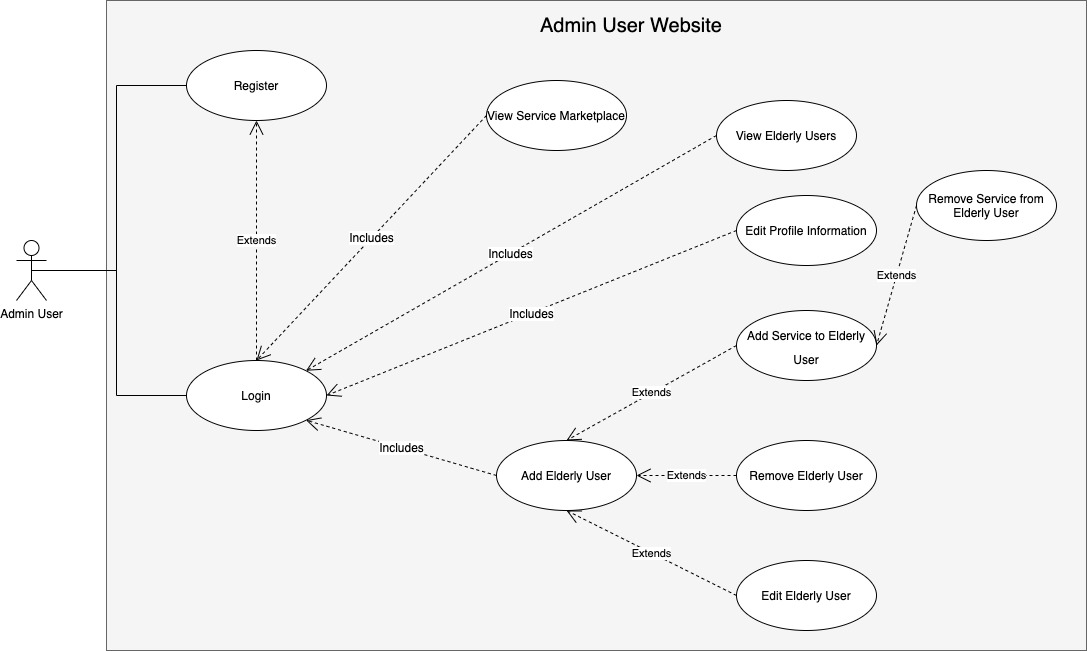 Admin User Website
Register
View Service Marketplace
View Elderly Users
Remove Service from
Elderly User
Edit Profile Information
Extends
Includes
Includes
Extends
Includes
Admin User
Add Service to Elderly
User
Login
Extends
Includes
Add Elderly User
Extends
Remove Elderly User
Extends
Edit Elderly User